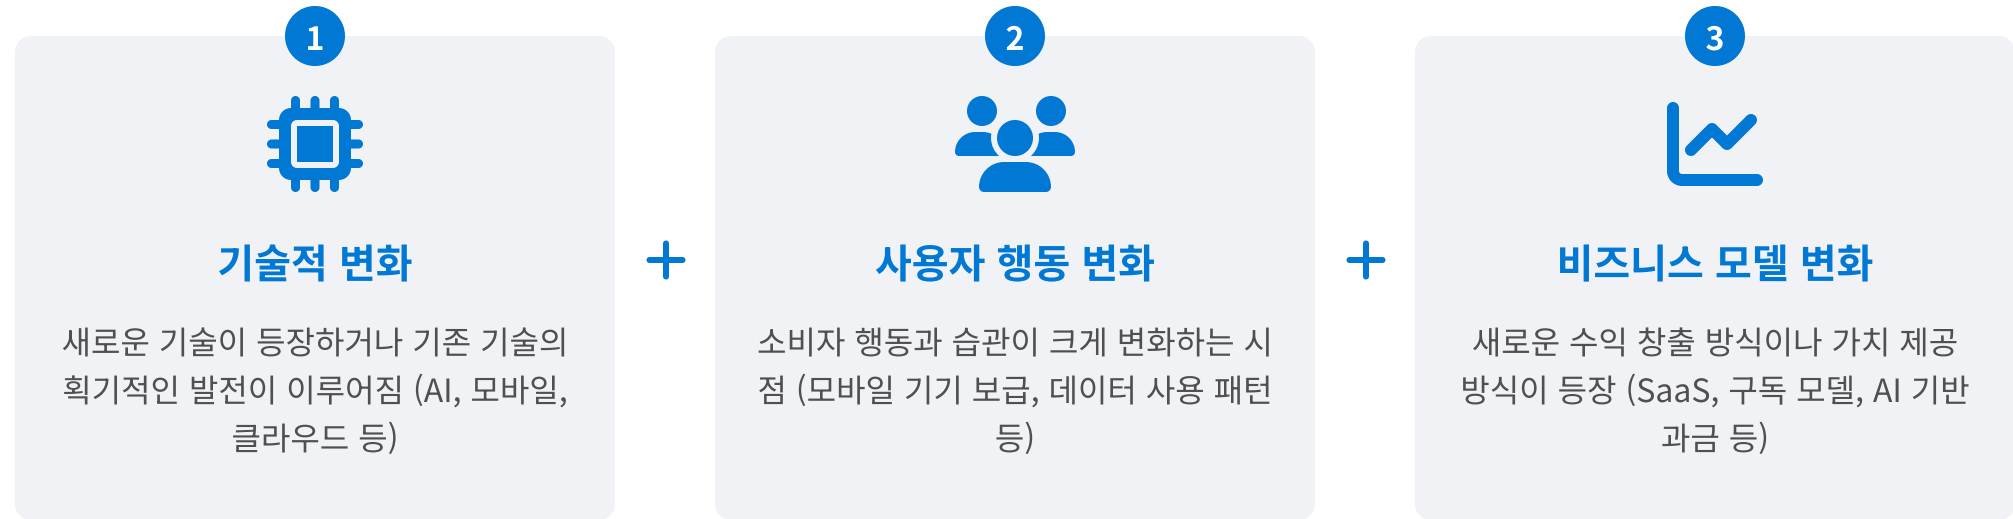 1
기술적 변화
새로운 기술이 등장하거나 기존 기술의
획기적인 발전이 이루어짐 (AI, 모바일,
클라우드 등)
+
2
사용자 행동 변화
소비자 행동과 습관이 크게 변화하는 시
점 (모바일 기기 보급, 데이터 사용 패턴
등)
+
3
비즈니스 모델 변화
새로운 수익 창출 방식이나 가치 제공
방식이 등장 (SaaS, 구독 모델, AI 기반
과금 등)